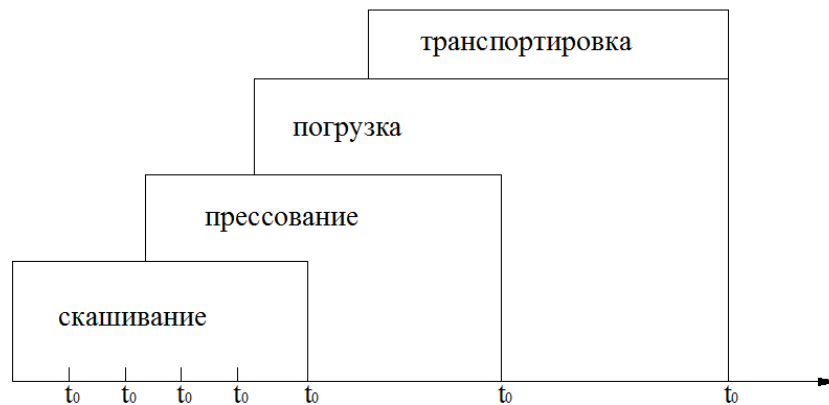 транспортировка
погрузка
прессование
скашивание
t₀ t₀ t₀ t₀ t₀ t₀ t₀